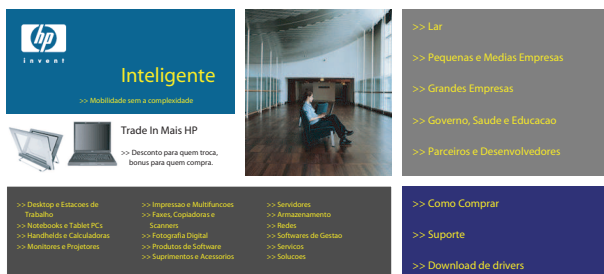 hp
invent
Inteligente
>> Mobilidade sem a complexidade
Trade In Mais HP
>> Desconto para quem troca,
bonus para quem compra.
>> Lar
>> Pequenas e Medias Empresas
>> Grandes Empresas
>> Governo, Saude e Educacao
>> Parceiros e Desenvolvedores
>> Desktop e Estacoes de
Trabalho
>> Notebooks e Tablet PCs
>> Handhelds e Calculadoras
>> Monitores e Projetores
>> Impressao e Multifuncoes
>> Faxes, Copiadoras e
Scanners
>> Fotografia Digital
>> Produtos de Software
>> Suprimentos e Acessorios
>> Servidores
>> Armazenamento
>> Redes
>> Softwares de Gestao
>> Servicos
>> Solucoes
>> Como Comprar
>> Suporte
>> Download de drivers